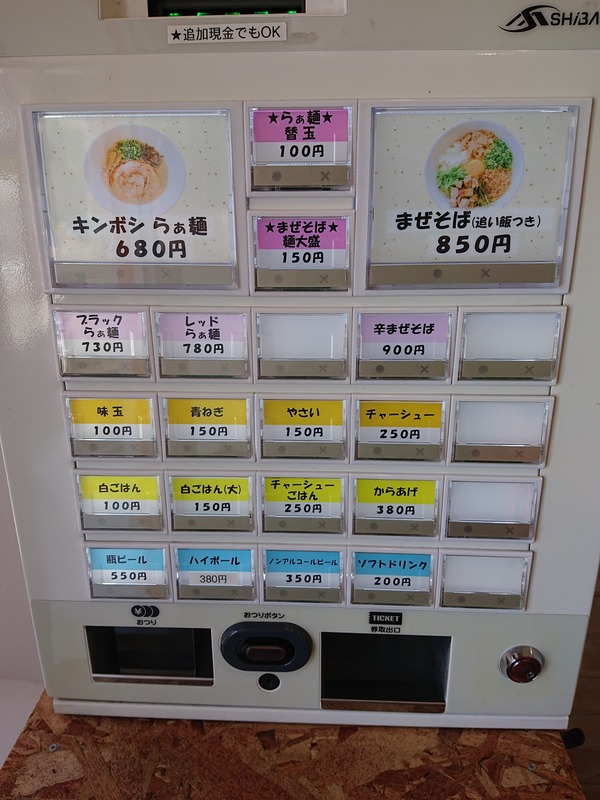 ★追加現金でもOK
SHiBA
キンボシ らぁ麺
680円
★らぁ麺★
替玉
100円
★まぜそば★
麺大盛
150円
まぜそば(追い飯つき)
850円
ブラック
らぁ麺
730円
レッド
らぁ麺
780円
辛まぜそば
900円
味玉
100円
青ねぎ
150円
やさい
150円
チャーシュー
250円
白ごはん
100円
白ごはん(大)
150円
チャーシュー
ごはん
250円
からあげ
380円
瓶ビール
550円
ハイボール
380円
ノンアルコールビール
350円
ソフトドリンク
200円
おつり
おつりボタン
TICKET
券取出口